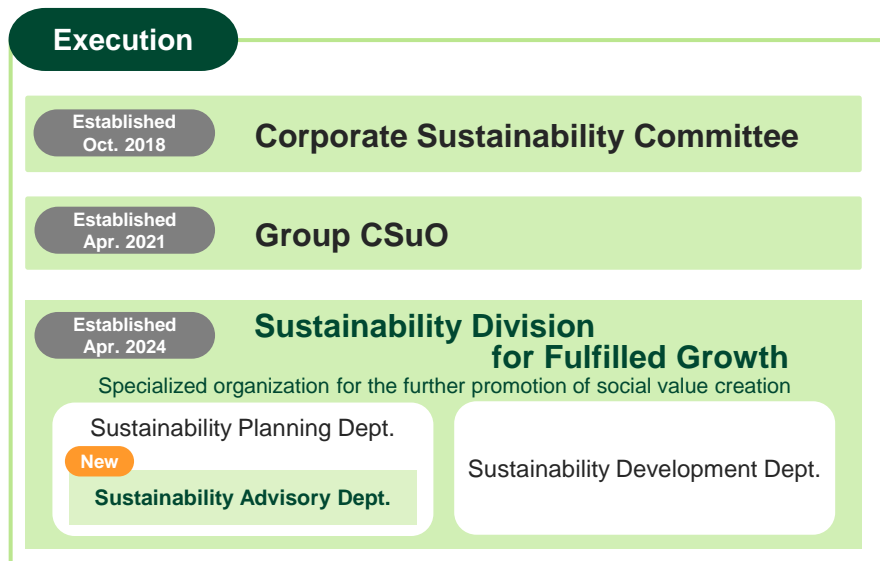 Execution
Established
Oct. 2018
Corporate Sustainability Committee
Established
Apr. 2021
Group CSuO
Established
Apr. 2024
Sustainability Division
for Fulfilled Growth
Specialized organization for the further promotion of social value creation
Sustainability Planning Dept.
New
Sustainability Advisory Dept.
Sustainability Development Dept.